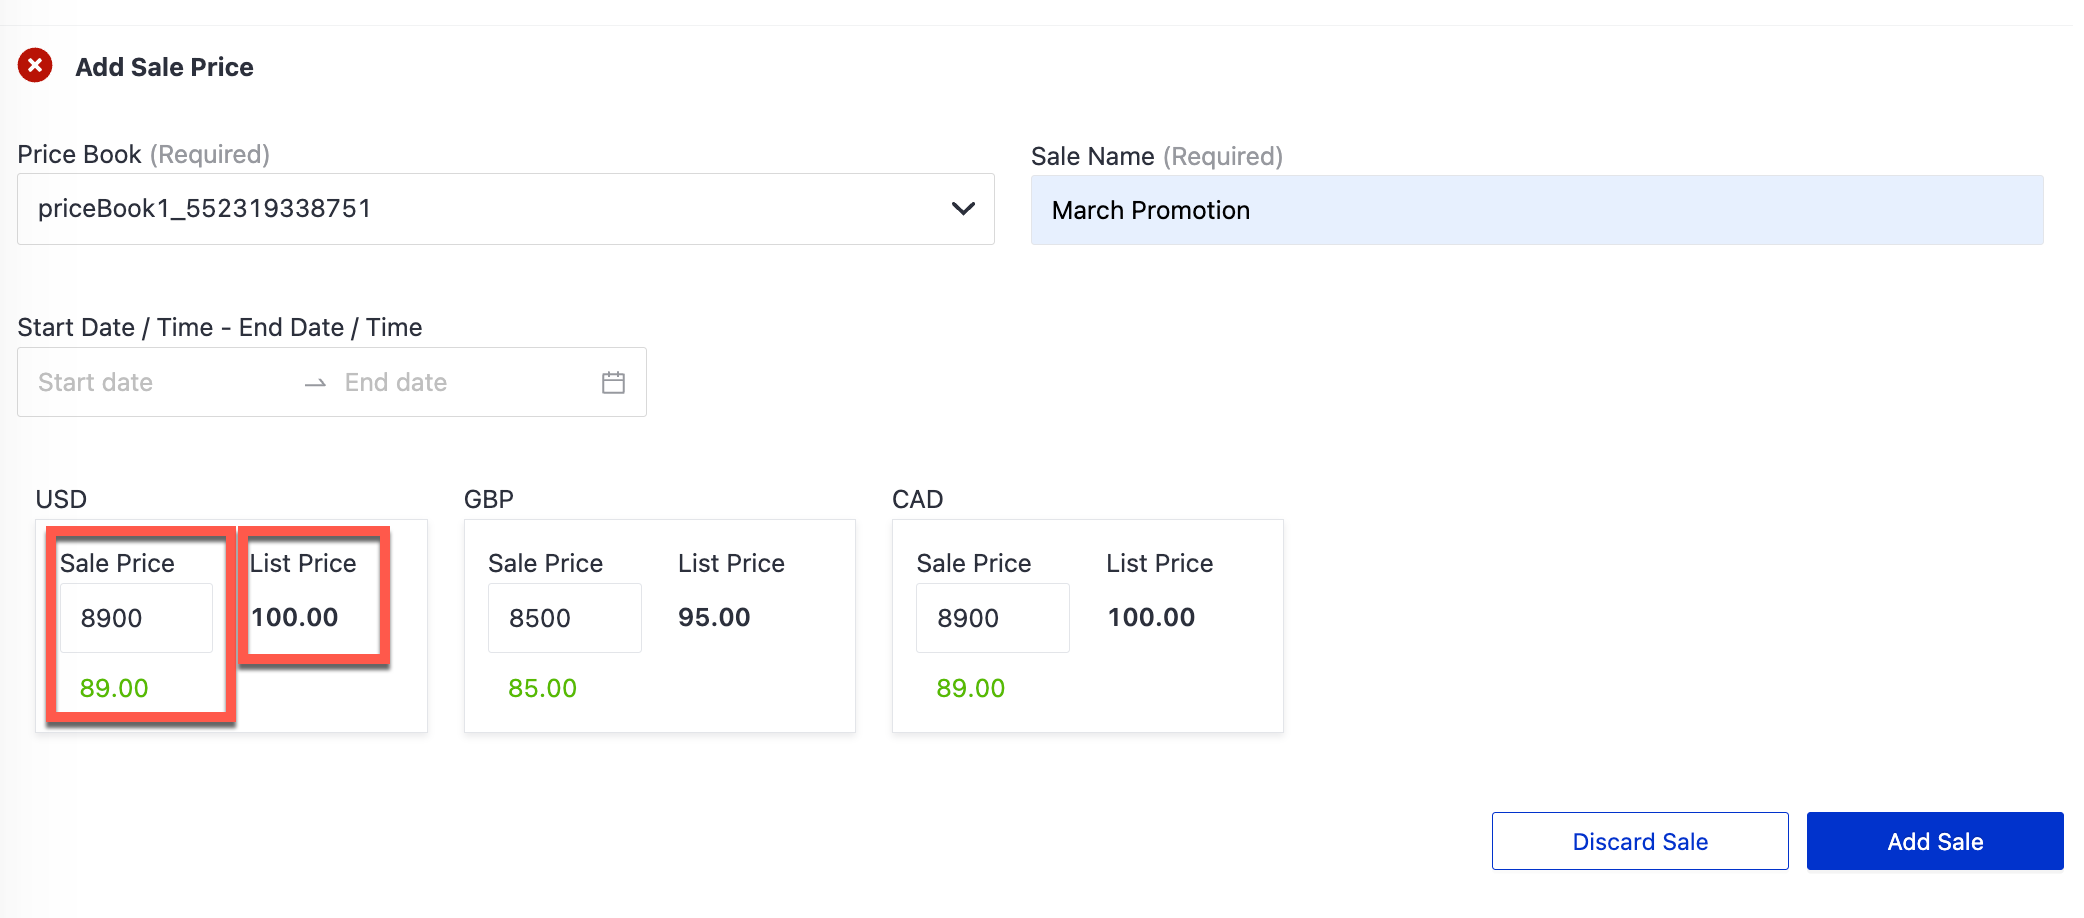 Add Sale Price
Price Book (Required)
priceBook1_552319338751
Sale Name (Required)
March Promotion
Start Date / Time - End Date / Time
Start date → End date
USD
Sale Price List Price
8900 100.00
89.00
GBP
Sale Price List Price
8500 95.00
85.00
CAD
Sale Price List Price
8900 100.00
89.00
Discard Sale Add Sale